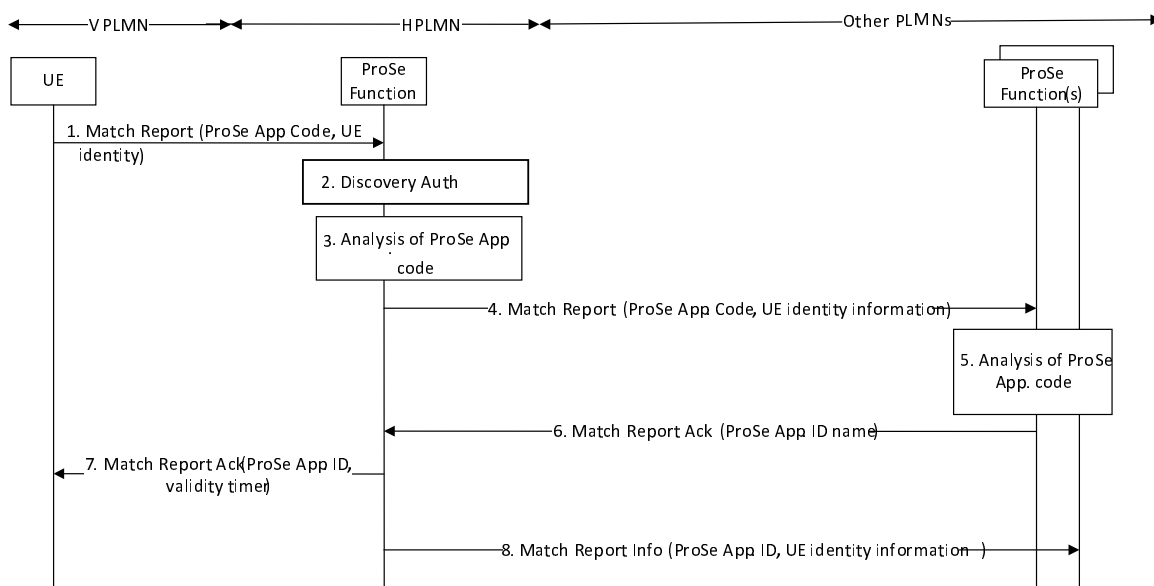 VPLMN
HPLMN
Other PLMNs
UE
ProSe
Function
ProSe
Function(s)
1. Match Report (ProSe App Code, UE
identity)
2. Discovery Auth
3. Analysis of ProSe App
code
4. Match Report (ProSe App. Code, UE identity information)
5. Analysis of ProSe
App. code
6. Match Report Ack (ProSe App. ID name)
7. Match Report Ack(ProSe App ID,
validity timer)
8. Match Report Info (ProSe App. ID, UE identity information )